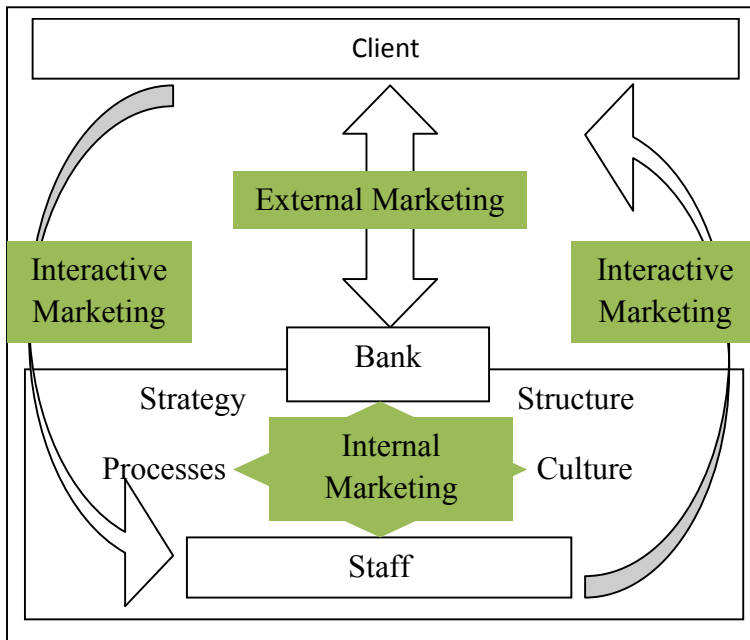 Client
External Marketing
Interactive
Marketing
Interactive
Marketing
Bank
Strategy
Structure
Processes
Internal
Marketing
Culture
Staff